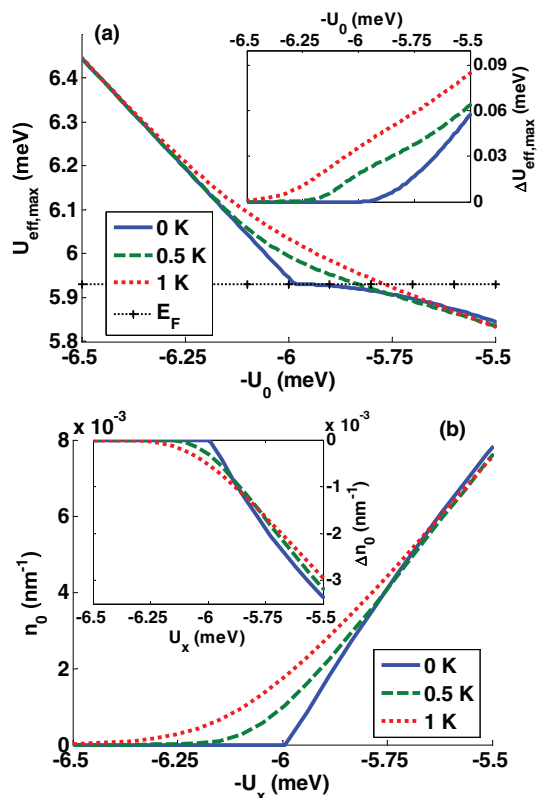 (a)
-U0 (meV)
-6.5 -6.25 -6 -5.75 -5.5
0.09
0.06
0.03
0
ΔUeff,max (meV)
6.4
6.3
6.2
6.1
6
5.9
5.8
Ueff,max (meV)
0 K
0.5 K
1 K
E_F
-6.5 -6.25 -6 -5.75 -5.5
-U0 (meV)
x 10^-3
x 10^-3
(b)
8
6
4
2
0
n0 (nm^-1)
0
-1
-2
-3
Δn0 (nm^-1)
-6.5 -6.25 -6 -5.75 -5.5
Ux (meV)
0 K
0.5 K
1 K
-6.5 -6.25 -6 -5.75 -5.5
-Ux (meV)